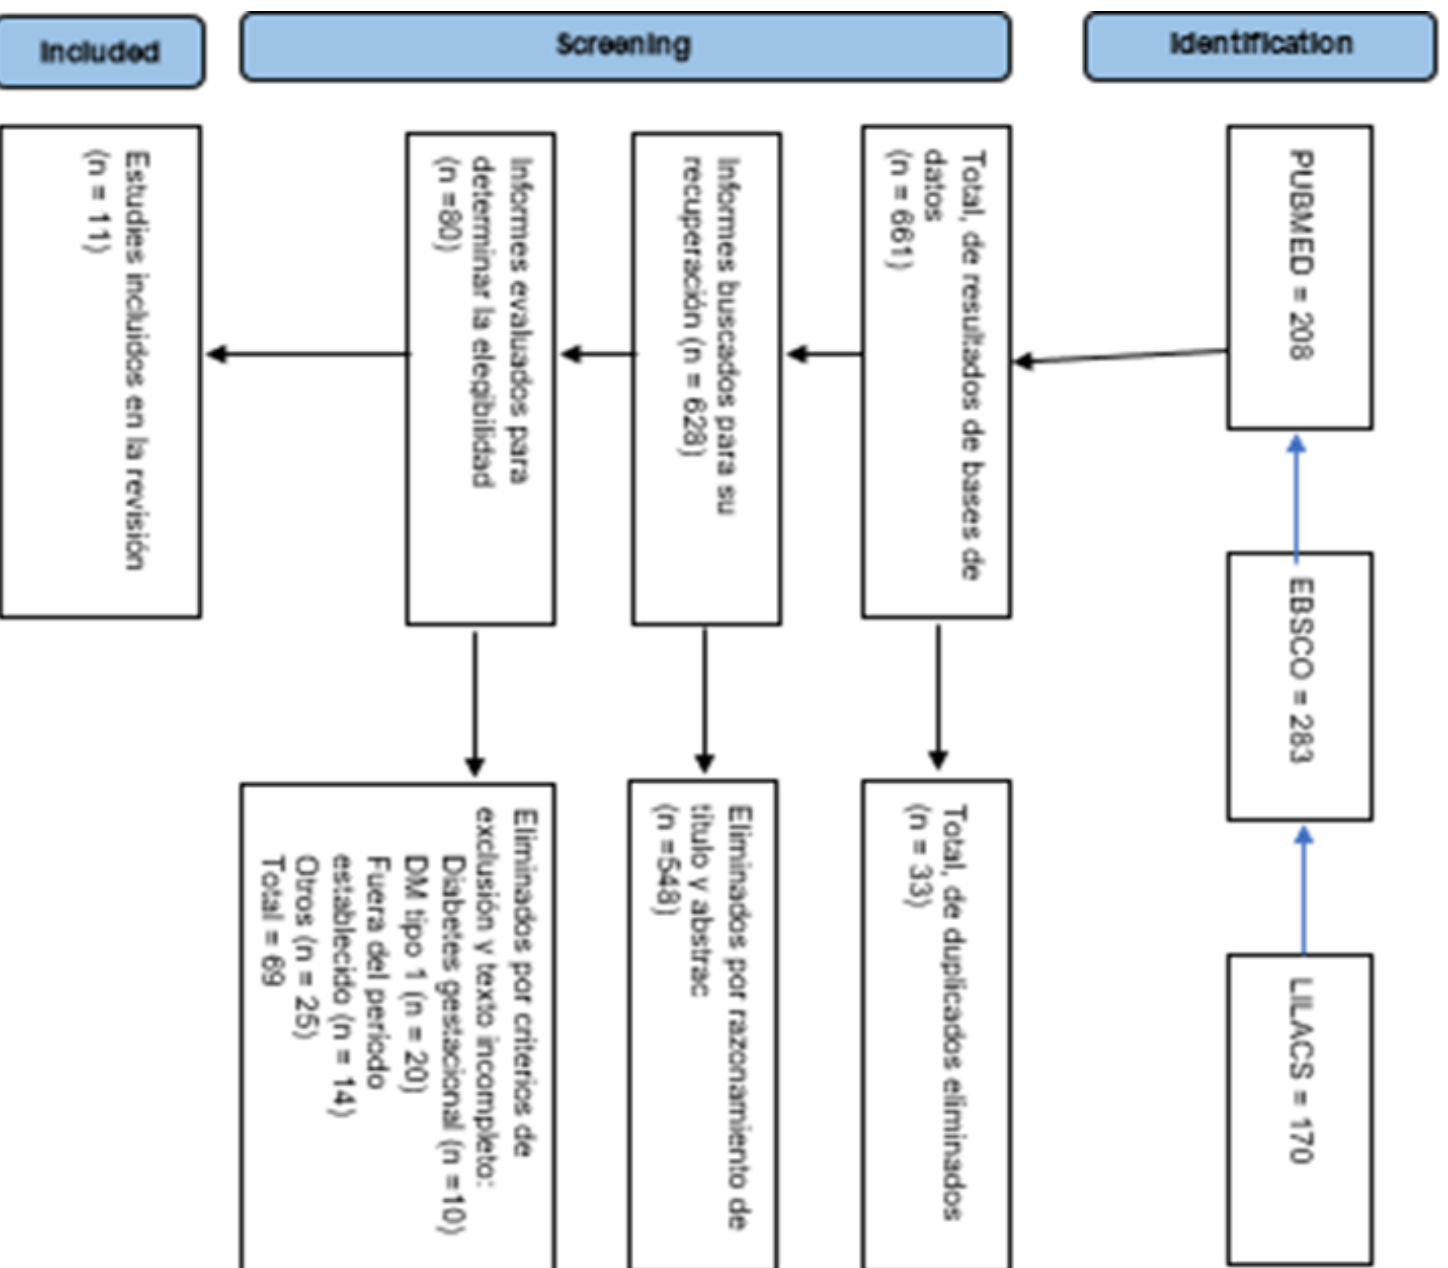 Identification
PUBMED = 208
EBSCO = 283
LILACS = 170
Screening
Total, de resultados de bases de
datos
(n = 661)
Total, de duplicados eliminados
(n = 33)
Informes buscados para su
recuperación (n = 628)
Eliminados por razonamiento de
título y abstrac
(n =548)
Informes evaluados para
determinar la elegibilidad
(n =80)
Eliminados por criterios de
exclusión y texto incompleto:
Diabetes gestacional (n =10)
DM tipo 1 (n = 20)
Fuera del periodo
establecido (n = 14)
Otros (n = 25)
Total = 69
Included
Estudies incluidos en la revisión
(n = 11)